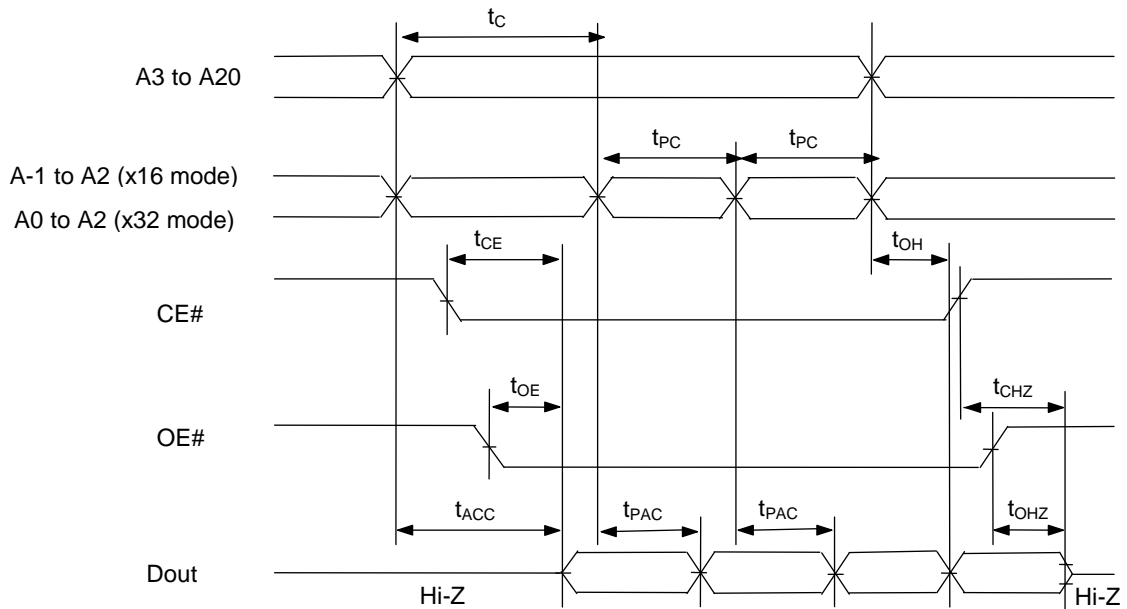 tC
A3 to A20
tPC tPC
A-1 to A2 (x16 mode)
A0 to A2 (x32 mode)
tOH
tCE
CE#
tCHZ
tOE
OE#
tOHZ
tACC tPAC tPAC
Dout
Hi-Z Hi-Z